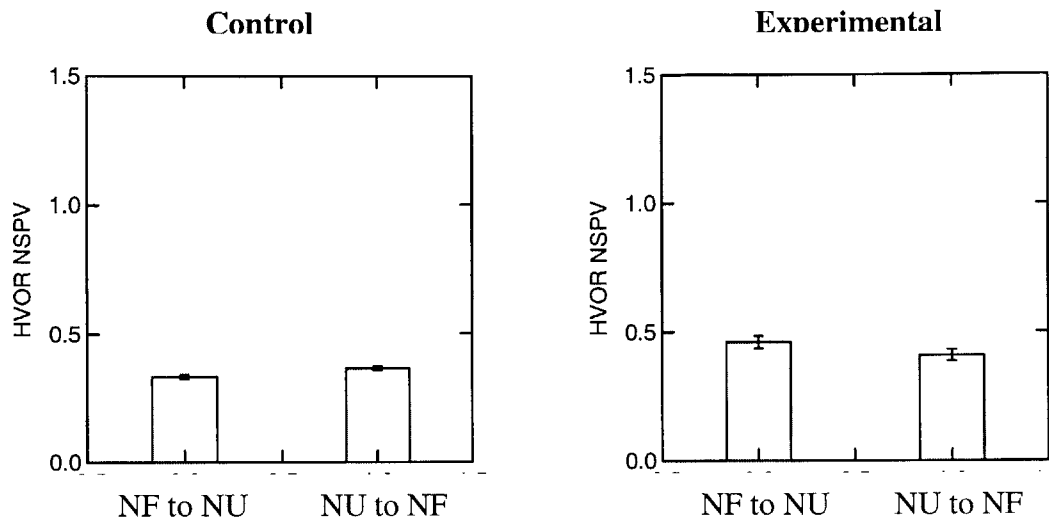 Control
1.5
1.0
0.5
0.0
HVOR NSPV
NF to NU
NU to NF
Experimental
1.5
1.0
0.5
0.0
HVOR NSPV
NF to NU
NU to NF